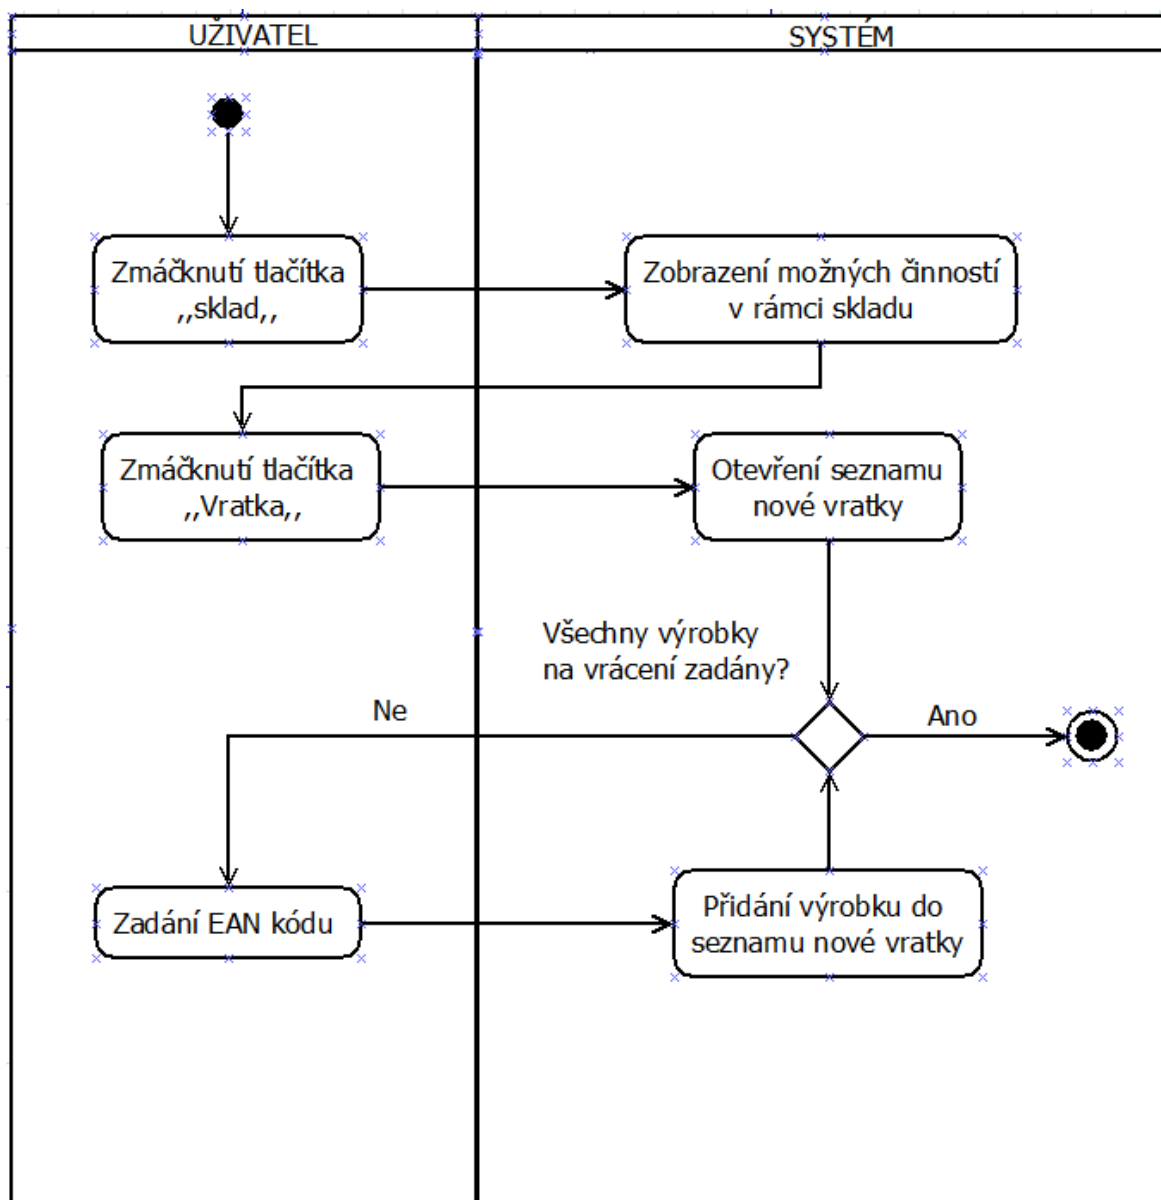 UŽIVATEL
SYSTÉM
Zmáčknutí tlačítka
,,sklad,,
Zobrazení možných činností
v rámci skladu
Zmáčknutí tlačítka
,,Vratka,,
Otevření seznamu
nové vratky
Všechny výrobky
na vrácení zadány?
Ne
Ano
Zadání EAN kódu
Přidání výrobku do
seznamu nové vratky